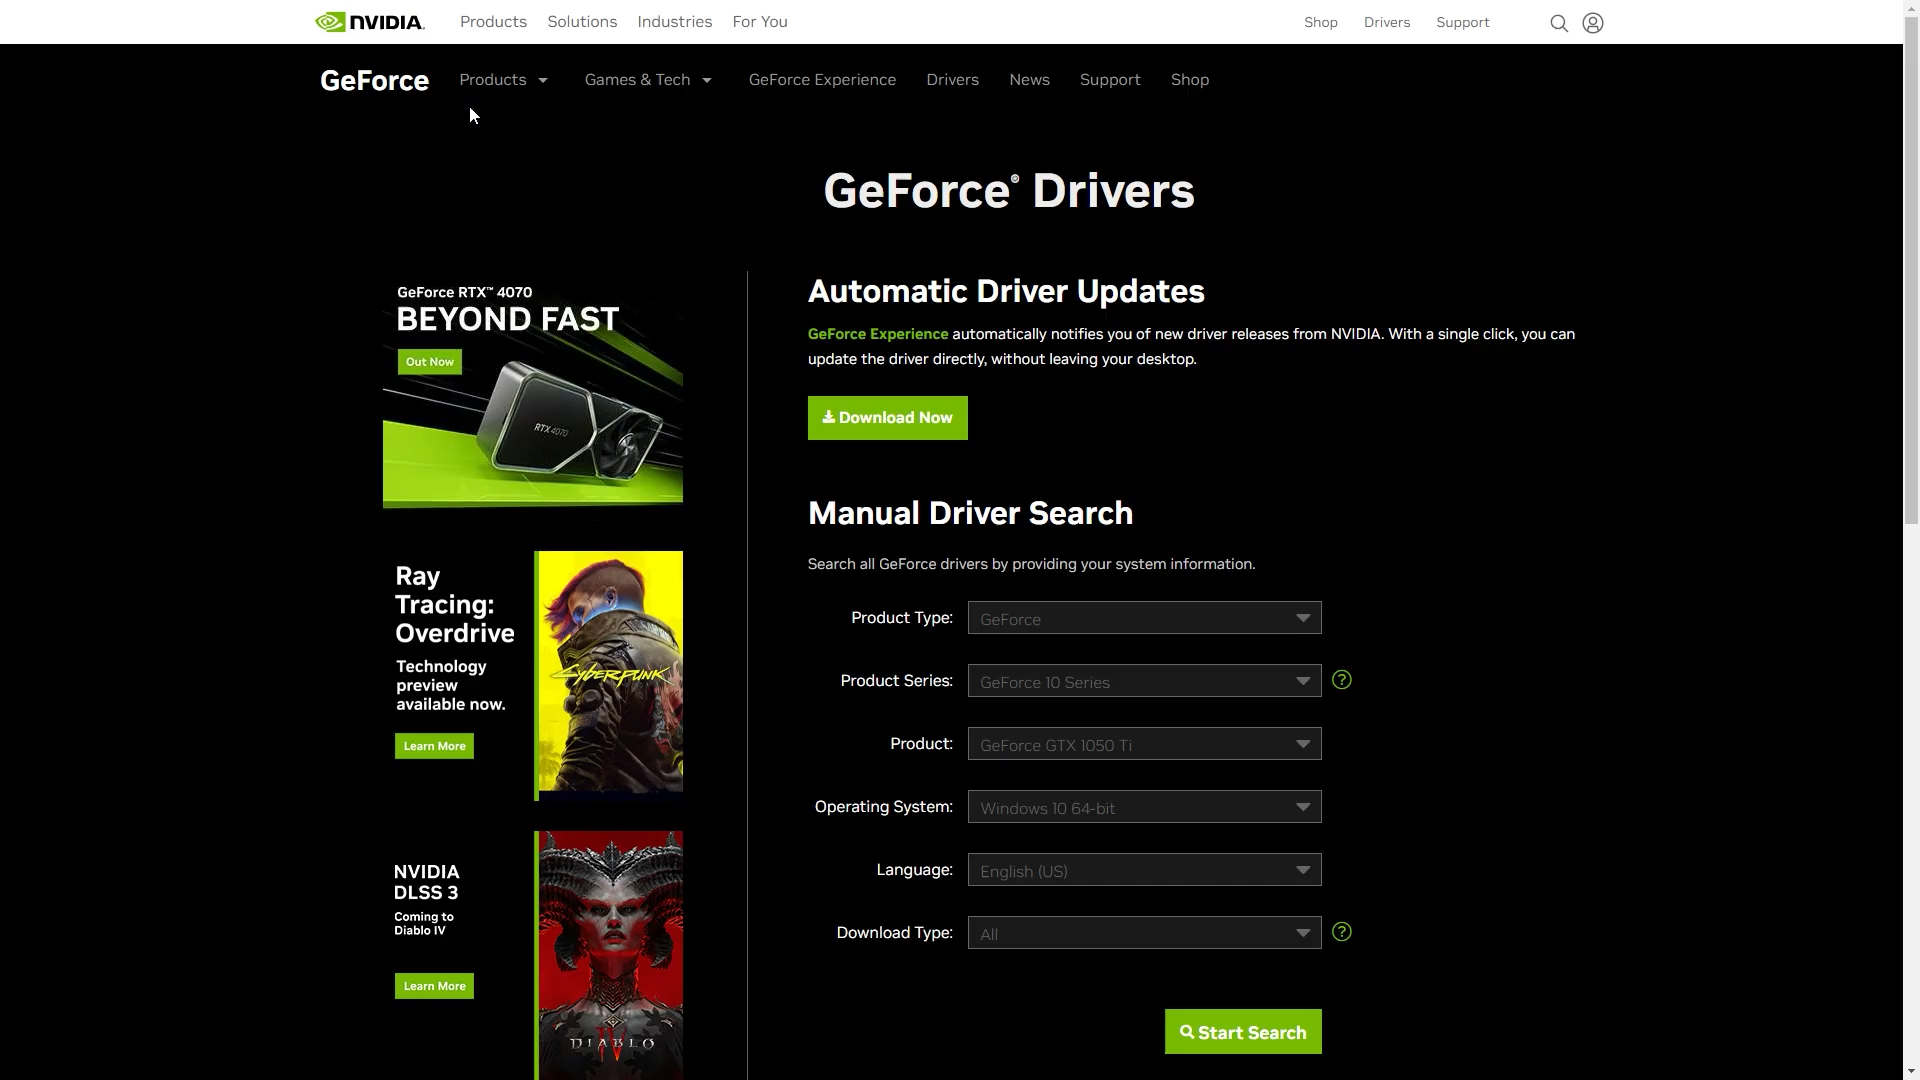 NVIDIA. Products Solutions Industries For You Shop Drivers Support
GeForce Products Games & Tech GeForce Experience Drivers News Support Shop
GeForce® Drivers
GeForce RTX™ 4070
BEYOND FAST
Out Now
RTX 4070
Ray
Tracing:
Overdrive
Technology
preview
available now.
Learn More
CYBERPUNK
NVIDIA
DLSS 3
Coming to
Diablo IV
Learn More
DIABLO
IV
Automatic Driver Updates
GeForce Experience automatically notifies you of new driver releases from NVIDIA. With a single click, you can
update the driver directly, without leaving your desktop.
Download Now
Manual Driver Search
Search all GeForce drivers by providing your system information.
Product Type: GeForce
Product Series: GeForce 10 Series ?
Product: GeForce GTX 1050 Ti
Operating System: Windows 10 64-bit
Language: English (US)
Download Type: All ?
Start Search